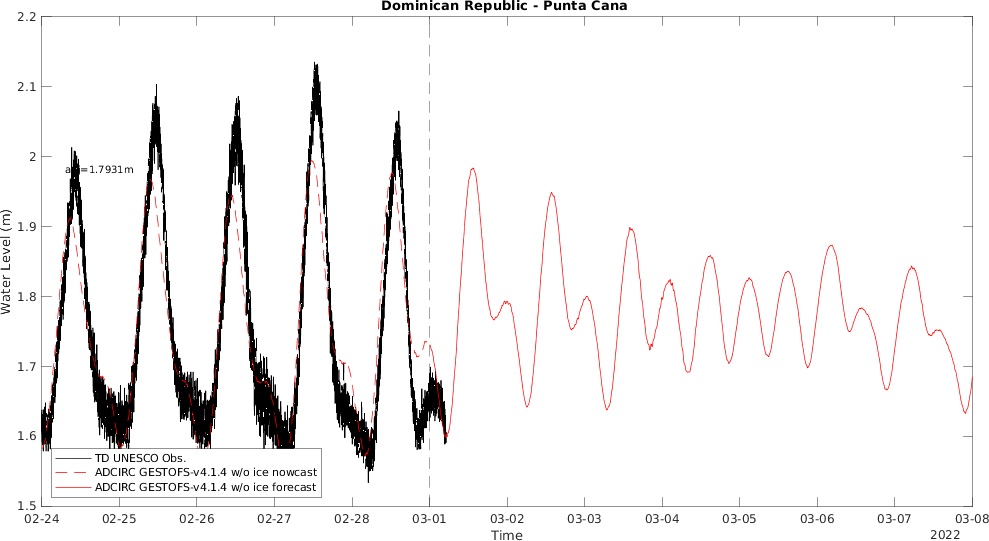 Dominican Republic - Punta Cana
2.2
2.1
2
1.9
1.8
1.7
1.6
1.5
Water Level (m)
=1.7931m
TD UNESCO Obs.
ADCIRC GESTOFS-v4.1.4 w/o ice nowcast
ADCIRC GESTOFS-v4.1.4 w/o ice forecast
02-24 02-25 02-26 02-27 02-28 03-01 03-02 03-03 03-04 03-05 03-06 03-07 03-08
Time
2022